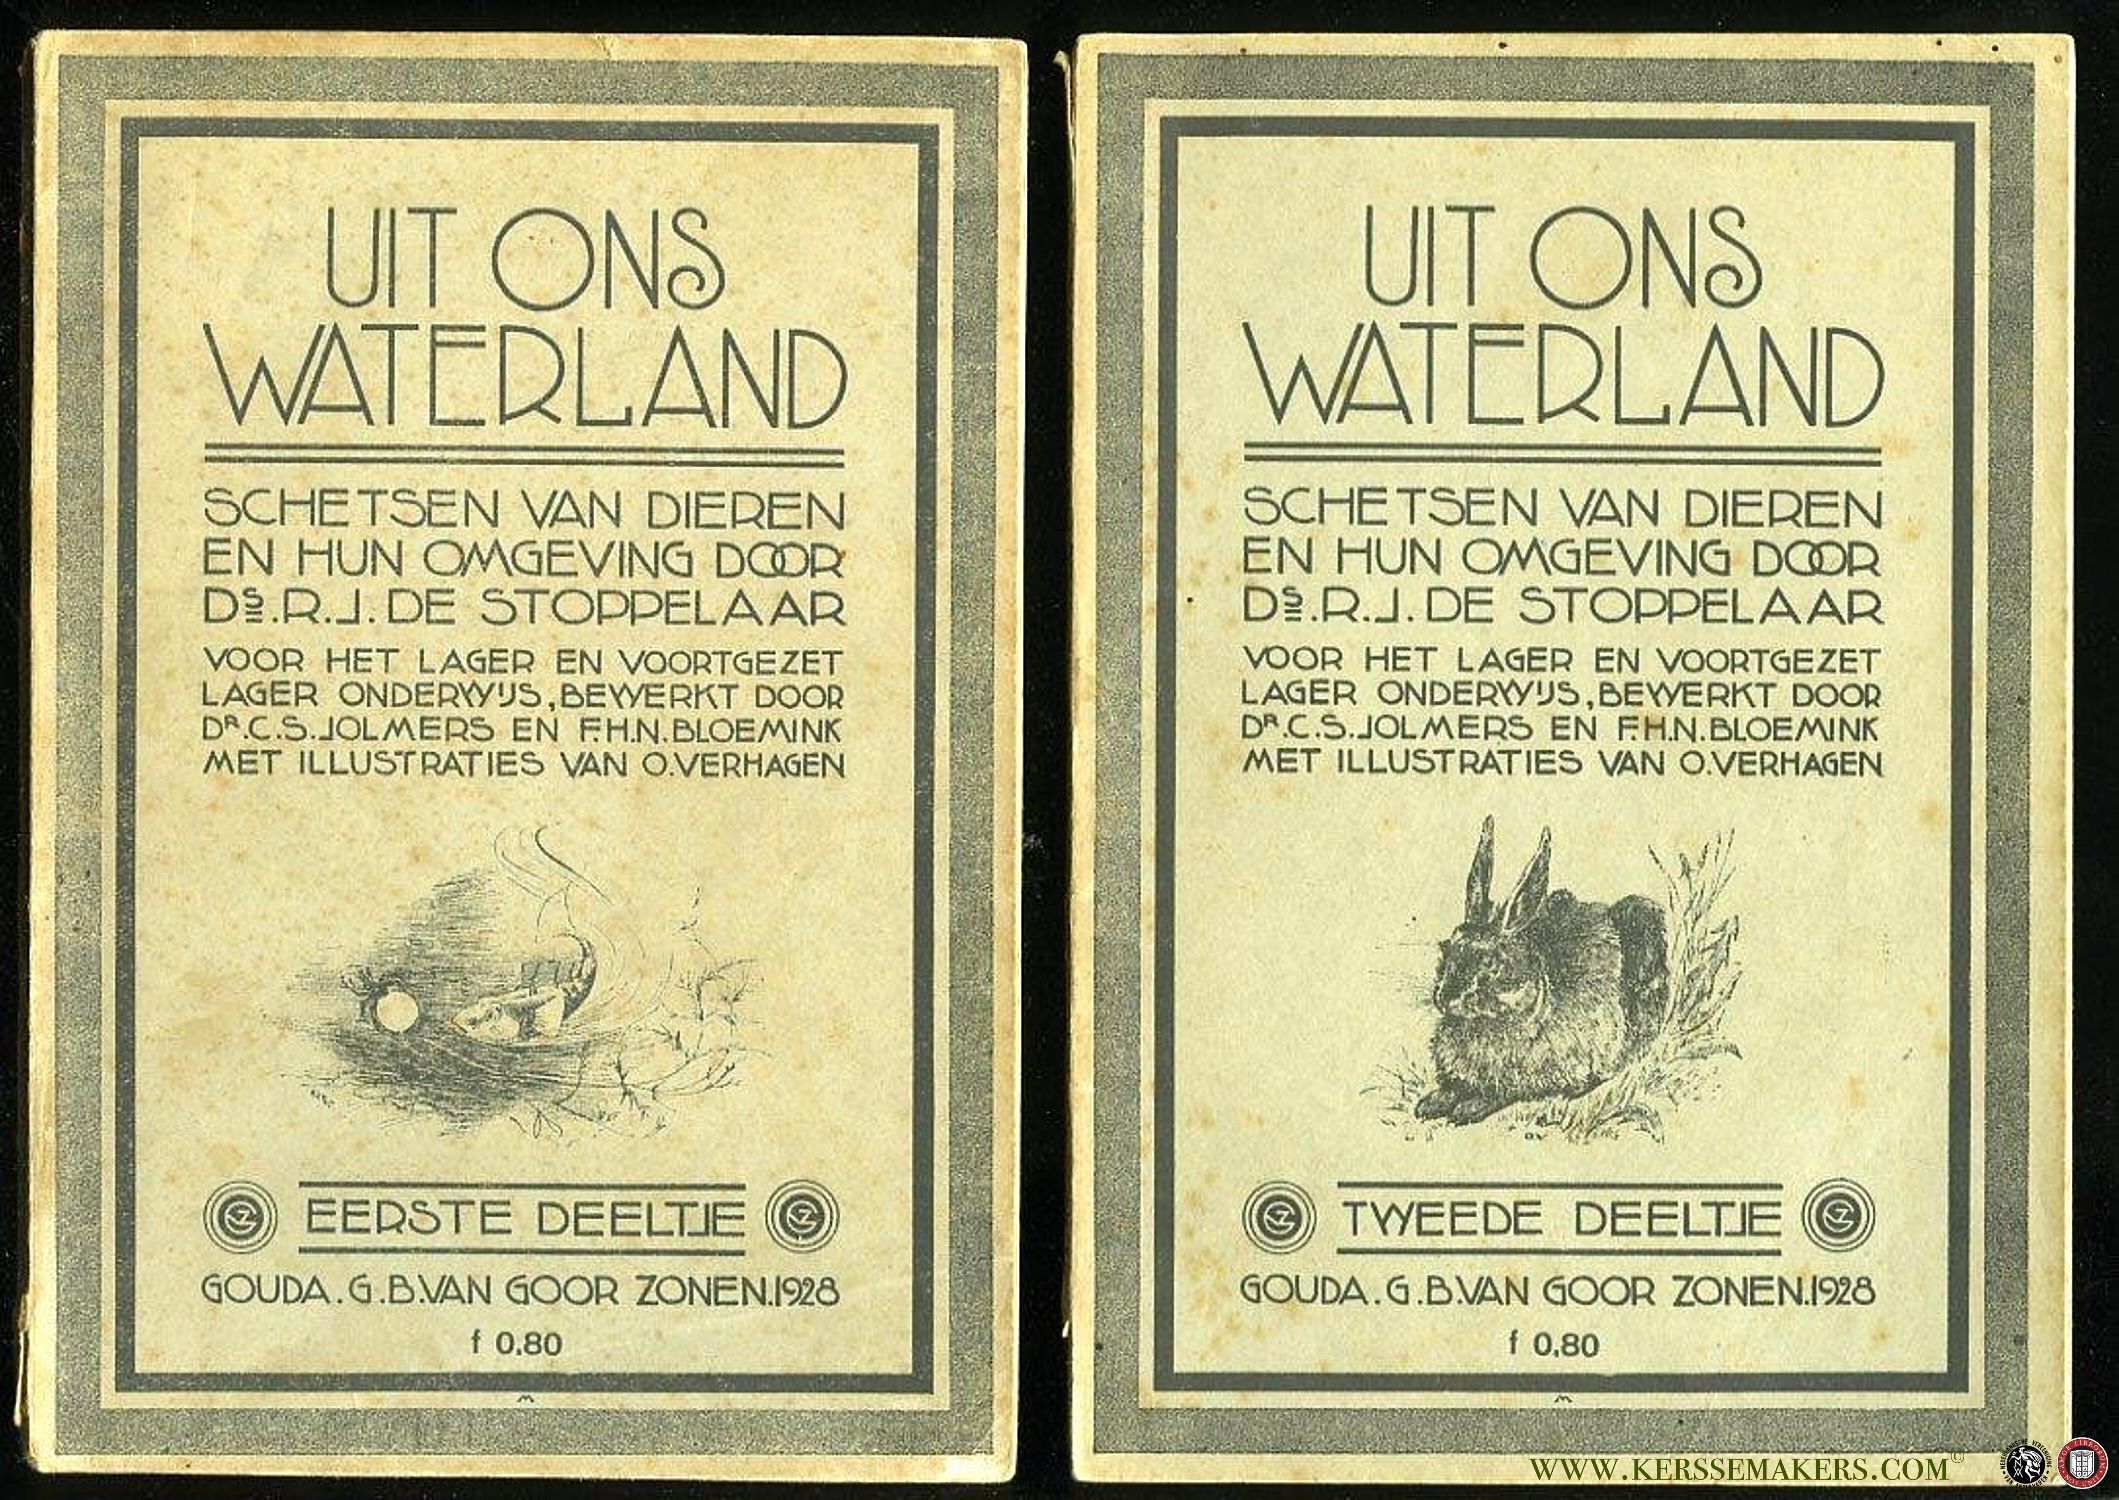 UIT ONS
WATERLAND
SCHETSEN VAN DIEREN
EN HUN OMGEVING DOOR
Ds. R. J. DE STOPPELAAR
VOOR HET LAGER EN VOORTGEZET
LAGER ONDERWIJS, BEWERKT DOOR
DR. C. S. JOLMERS EN F. H. N. BLOEMINK
MET ILLUSTRATIES VAN O. VERHAGEN
EERSTE DEELTJE
GOUDA. G. B. VAN GOOR ZONEN. 1928
f 0.80
UIT ONS
WATERLAND
SCHETSEN VAN DIEREN
EN HUN OMGEVING DOOR
Ds. R. J. DE STOPPELAAR
VOOR HET LAGER EN VOORTGEZET
LAGER ONDERWIJS, BEWERKT DOOR
DR. C. S. JOLMERS EN F. H. N. BLOEMINK
MET ILLUSTRATIES VAN O. VERHAGEN
OV
TWEEDE DEELTJE
GOUDA. G. B. VAN GOOR ZONEN. 1928
f 0.80
WWW.KERSSEMAKERS.COM©